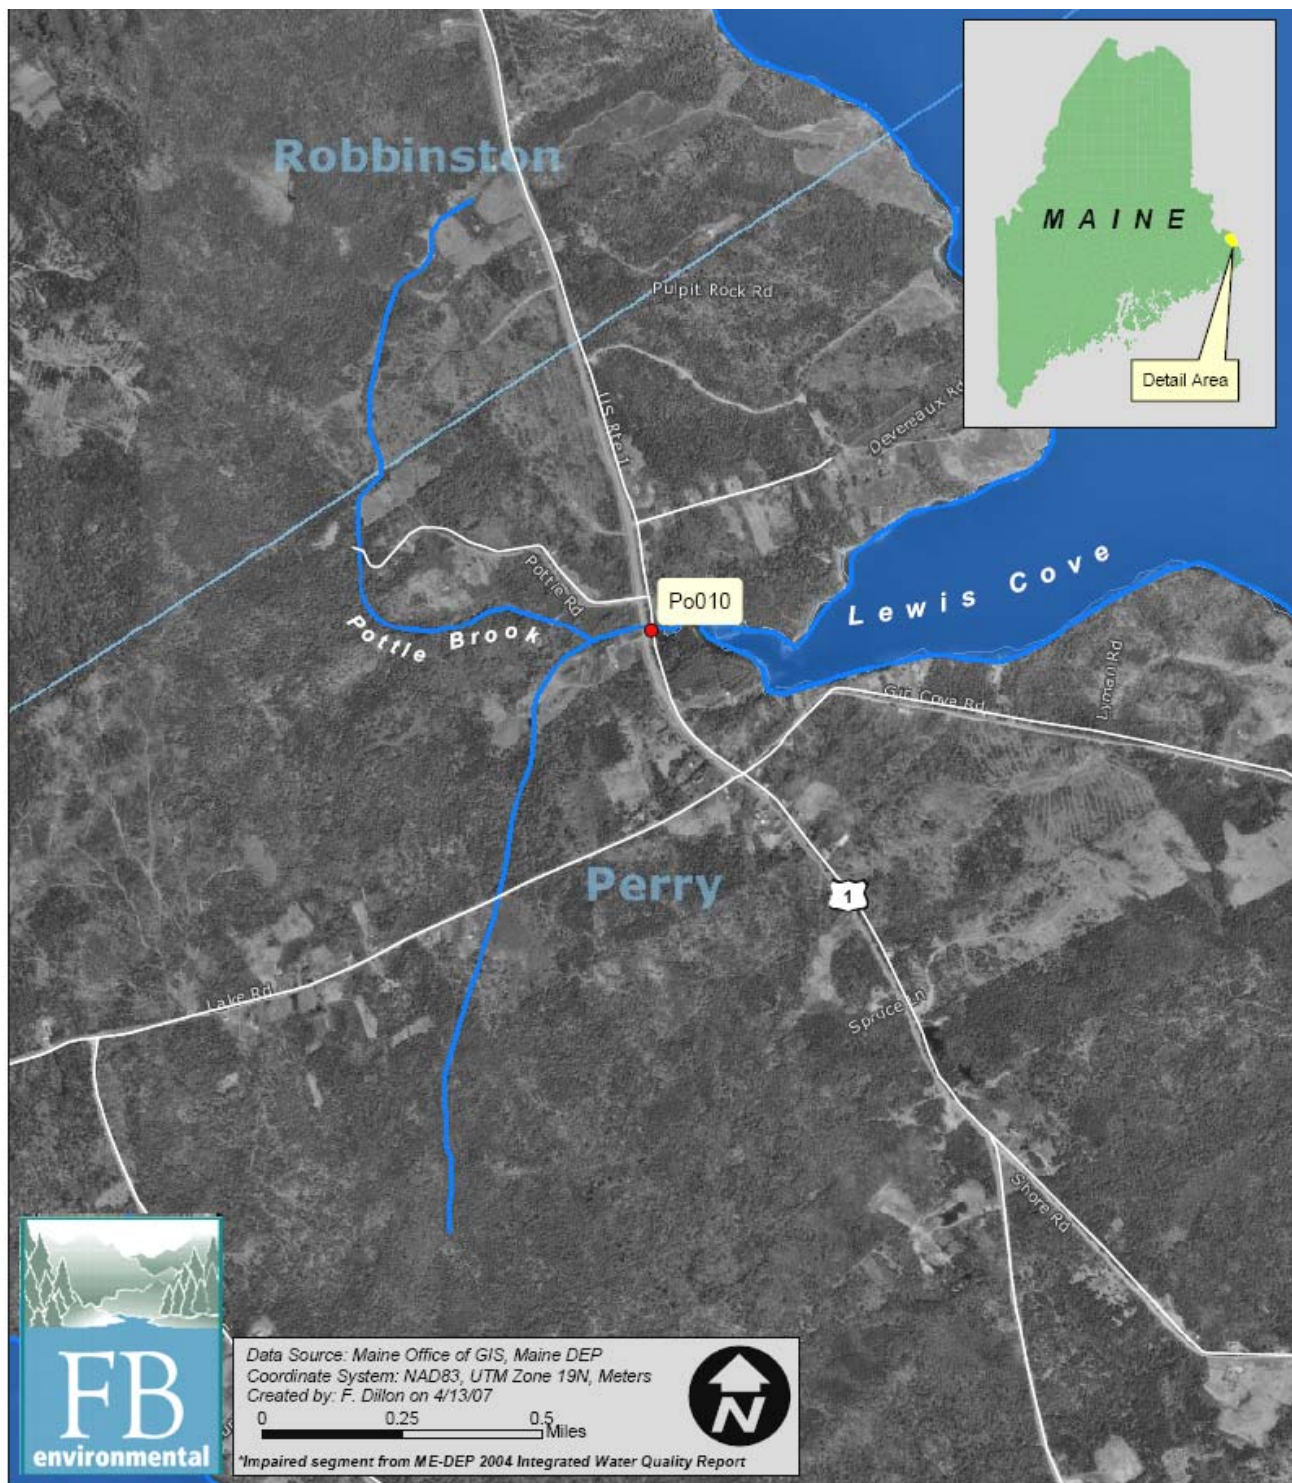 Robbinston
MAINE
Detail Area
Pulpit Rock Rd
US Rte 1
Devereaux Rd
Pottle Rd
Po010
Lewis Cove
Pottle Brook
Lyman Rd
Gin Cove Rd
Perry
1
Lake Rd
Spruce Ln
Shore Rd
FB
environmental
Data Source: Maine Office of GIS, Maine DEP
Coordinate System: NAD83, UTM Zone 19N, Meters
Created by: F. Dillon on 4/13/07
0 0.25 0.5
Miles
N
*Impaired segment from ME-DEP 2004 Integrated Water Quality Report